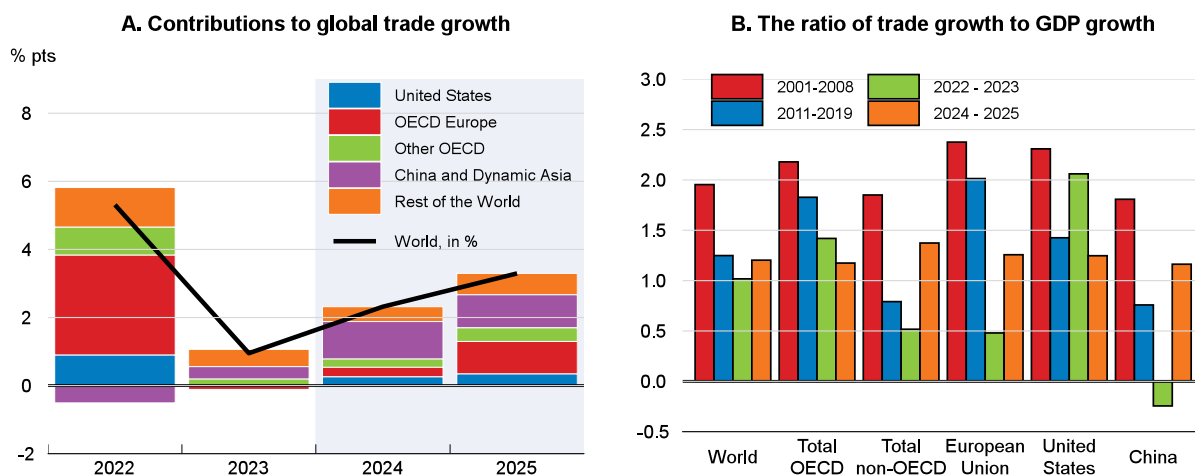 A. Contributions to global trade growth
% pts
8
6
4
2
0
-2
United States
OECD Europe
Other OECD
China and Dynamic Asia
Rest of the World
World, in %
2022
2023
2024
2025
B. The ratio of trade growth to GDP growth
3.0
2.5
2.0
1.5
1.0
0.5
0.0
-0.5
2001-2008
2011-2019
2022 - 2023
2024 - 2025
World
Total
OECD
Total
non-OECD
European
Union
United
States
China